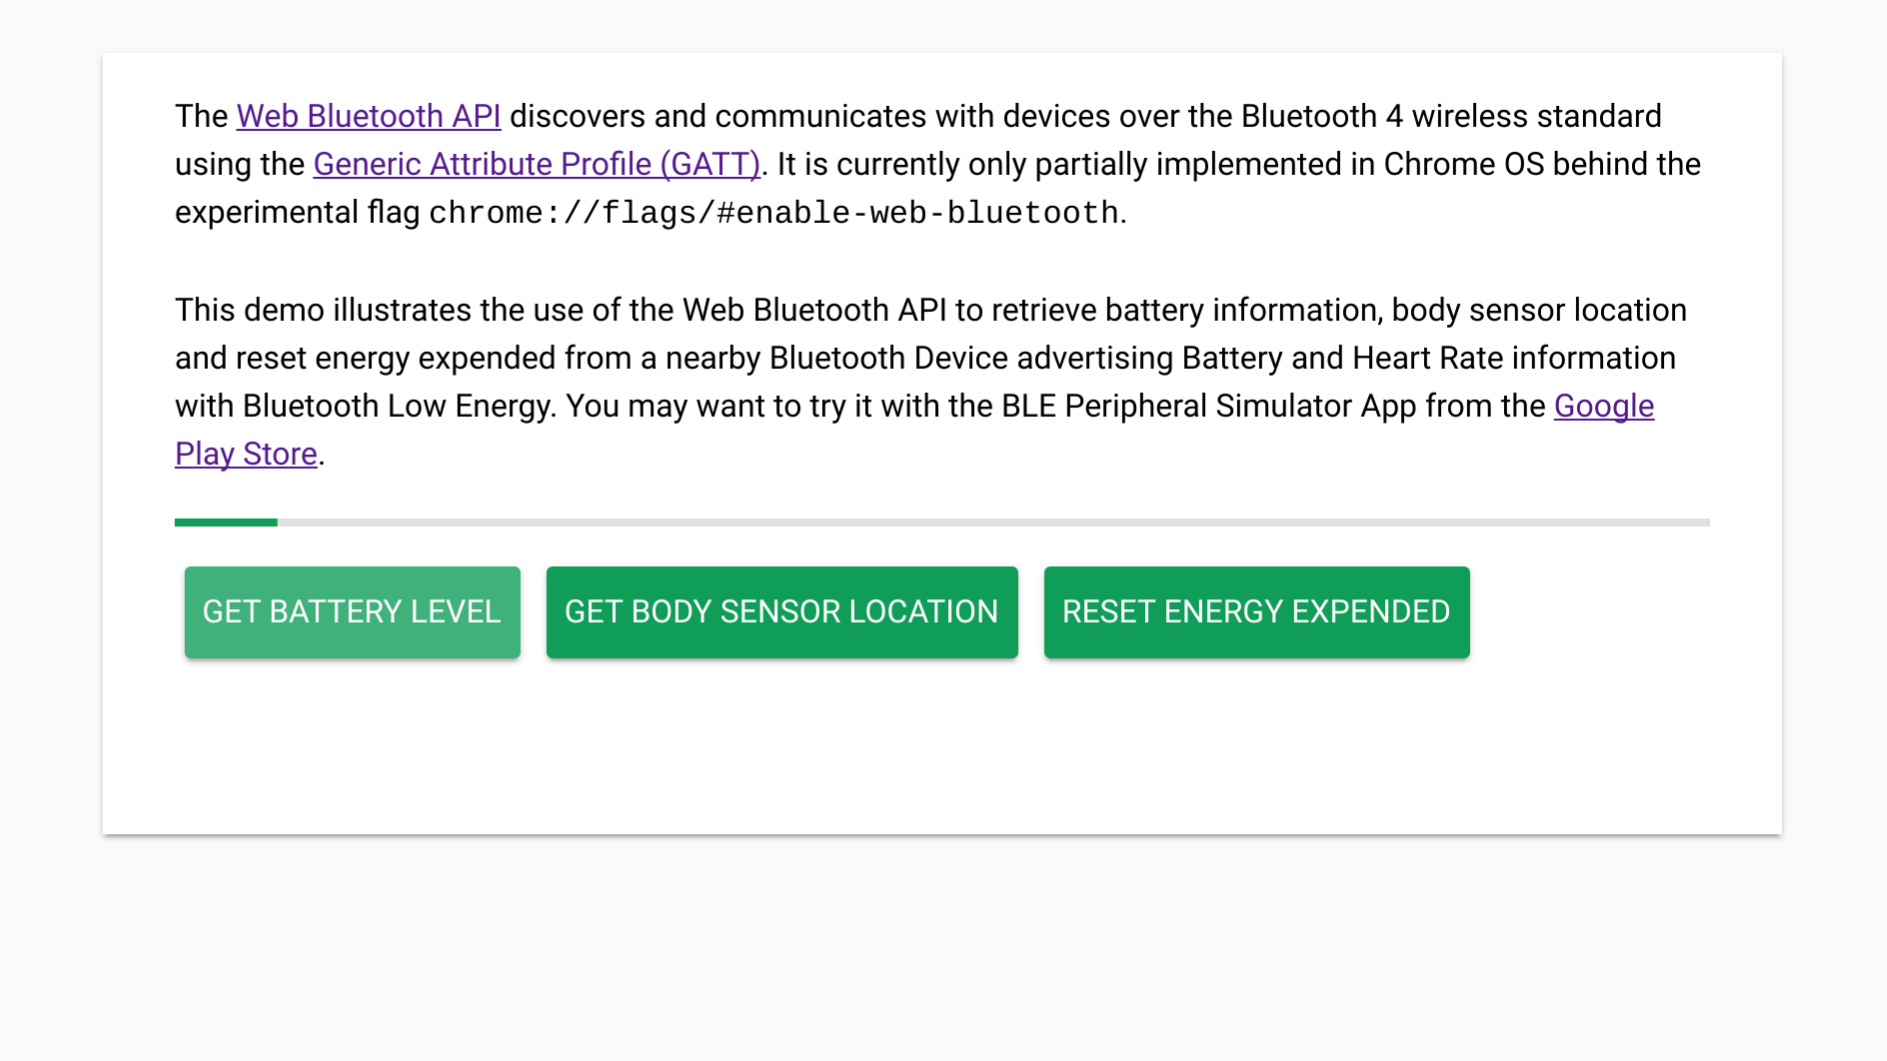 The Web Bluetooth API discovers and communicates with devices over the Bluetooth 4 wireless standard
using the Generic Attribute Profile (GATT). It is currently only partially implemented in Chrome OS behind the
experimental flag chrome://flags/#enable-web-bluetooth.
This demo illustrates the use of the Web Bluetooth API to retrieve battery information, body sensor location
and reset energy expended from a nearby Bluetooth Device advertising Battery and Heart Rate information
with Bluetooth Low Energy. You may want to try it with the BLE Peripheral Simulator App from the Google
Play Store.
GET BATTERY LEVEL GET BODY SENSOR LOCATION RESET ENERGY EXPENDED